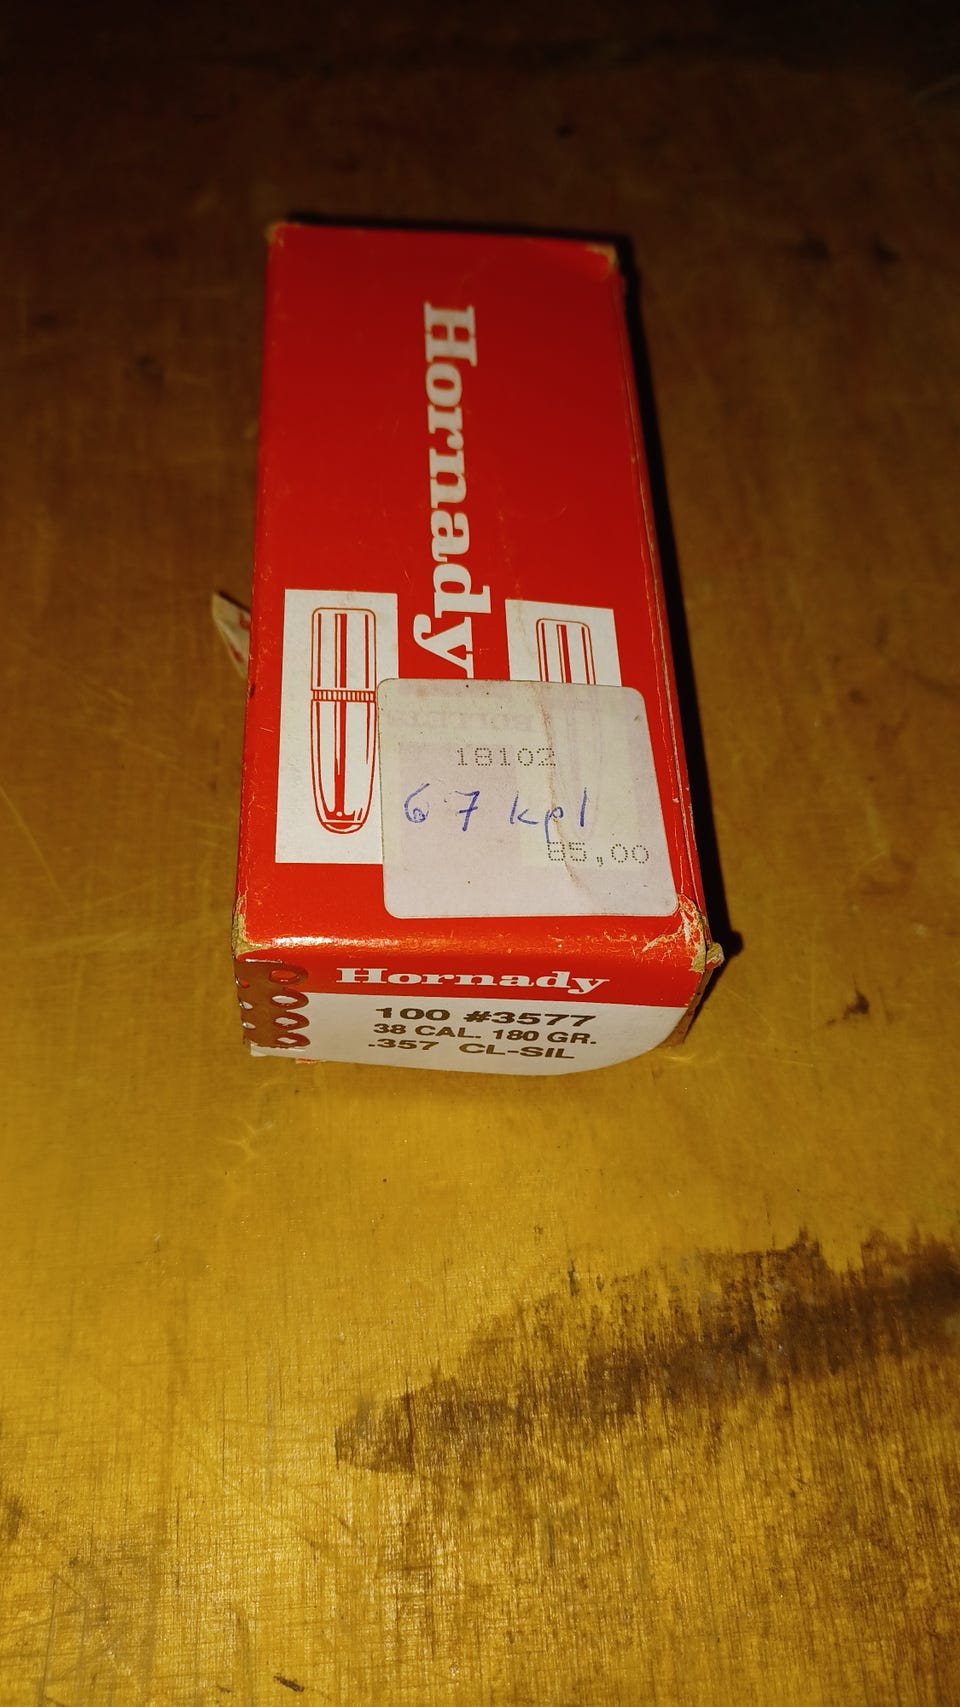 Hornady
18102
67 kpl
85,00
Hornady
100 #3577
38 CAL. 180 GR.
.357 CL-SIL